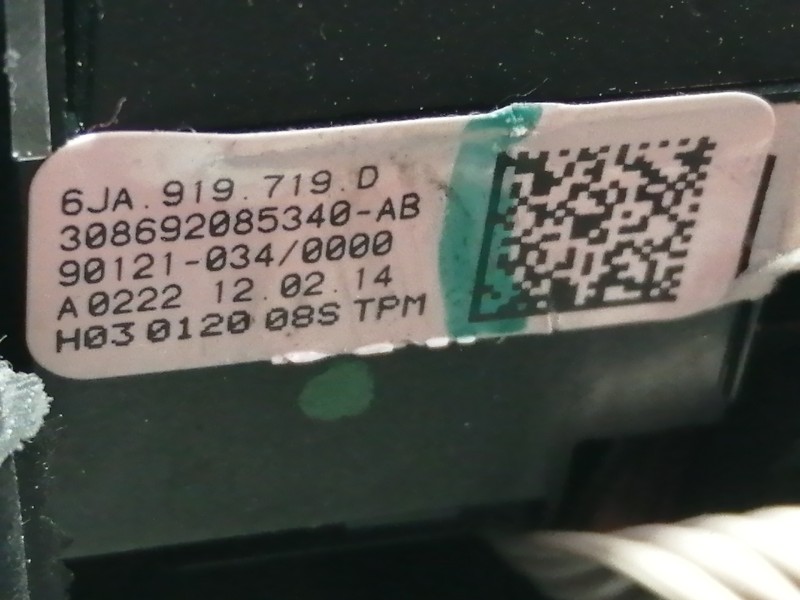 6JA.919.719.D
308692085340-AB
90121-034/0000
A0222 12.02.14
H03 0120 08S TPM